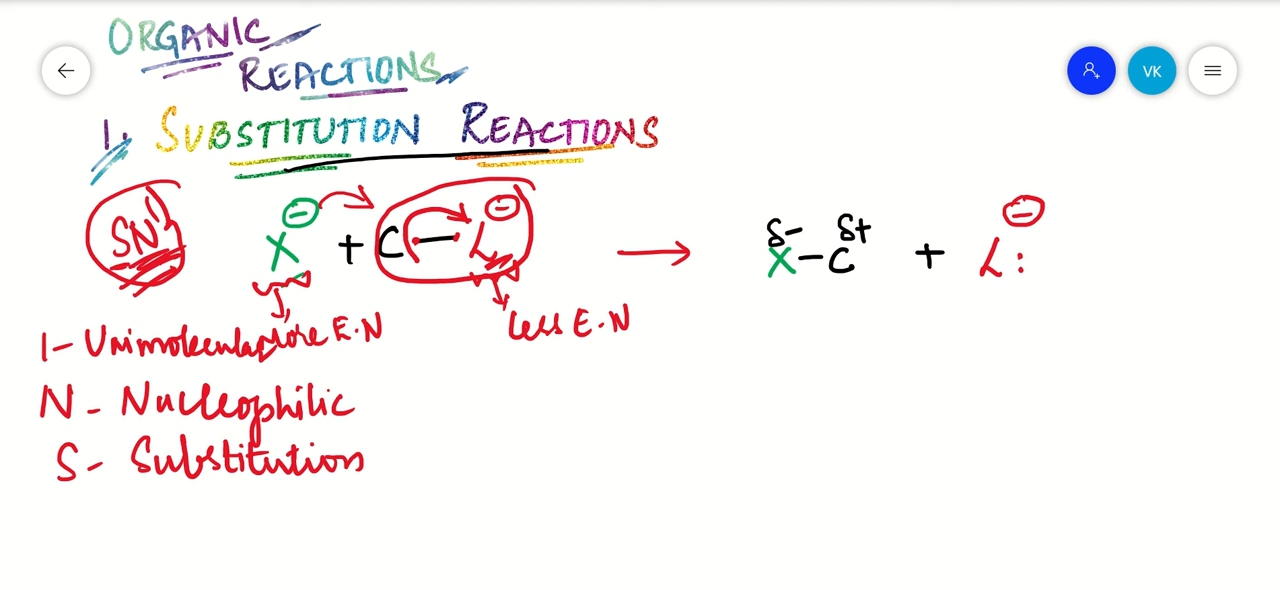 ORGANIC
REACTIONS
VK
1. SUBSTITUTION REACTIONS
SN1
X⊖ + C — L⊖ → δ- X — C δ+ + L:⊖
More E.N
less E.N
1 - Unimolecular
N - Nucleophilic
S - Substitution